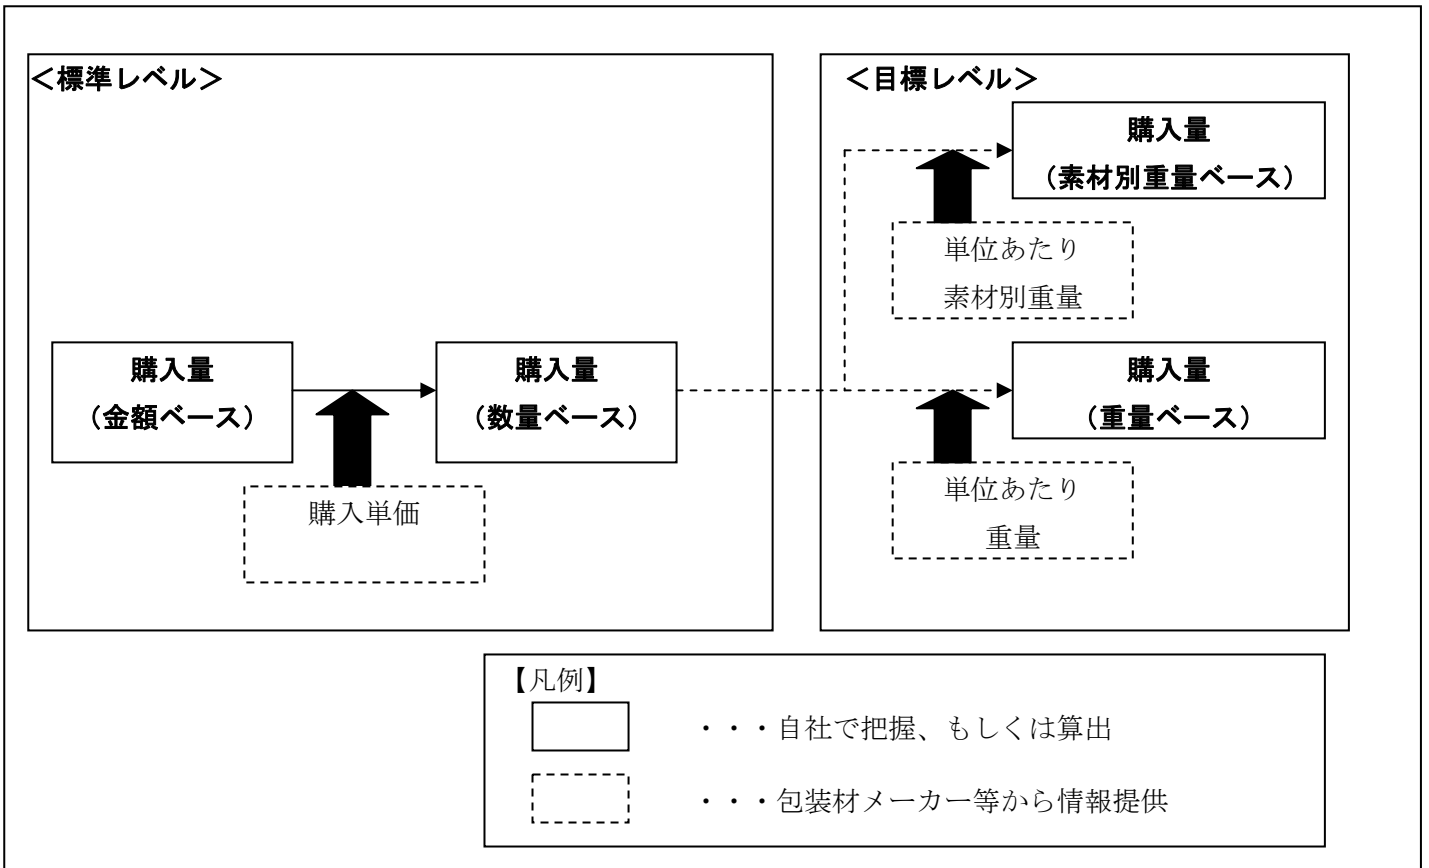 ＜標準レベル＞
購入量
（金額ベース）
購入量
（数量ベース）
購入単価
＜目標レベル＞
購入量
（素材別重量ベース）
単位あたり
素材別重量
購入量
（重量ベース）
単位あたり
重量
【凡例】
・・・自社で把握、もしくは算出
・・・包装材メーカー等から情報提供